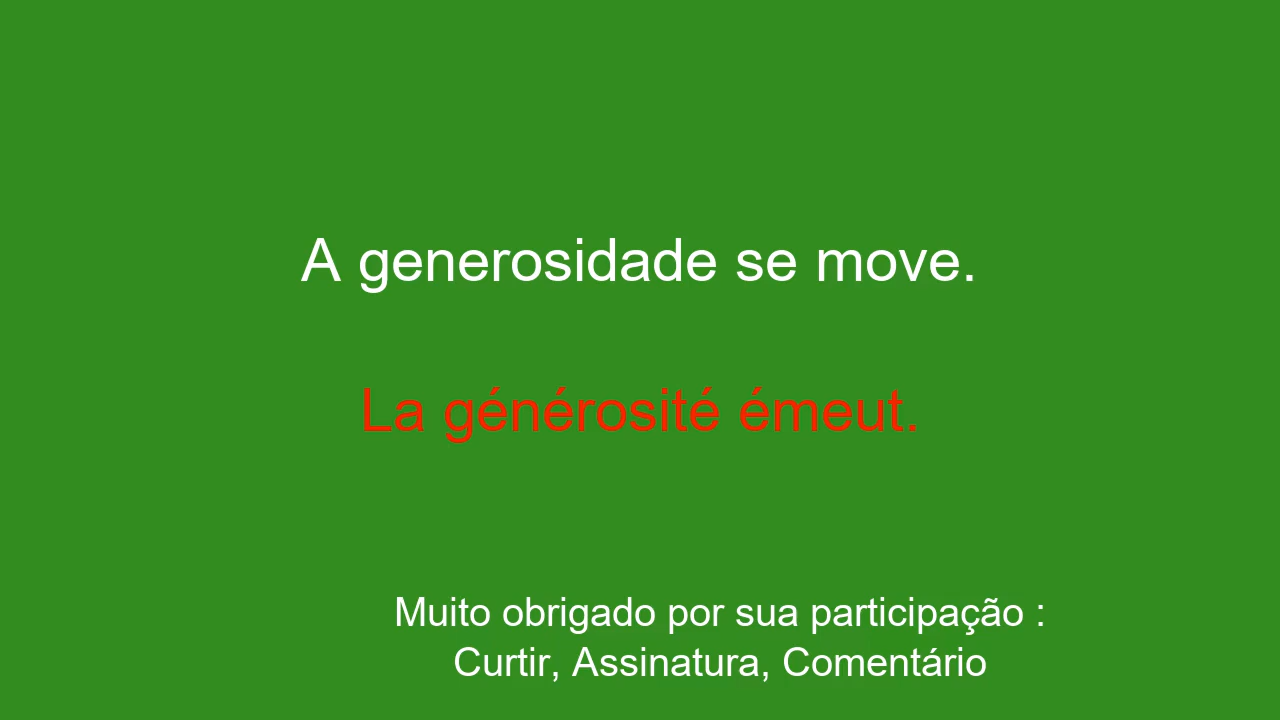 A generosidade se move.
La générosité émeut.
Muito obrigado por sua participação :
Curtir, Assinatura, Comentário